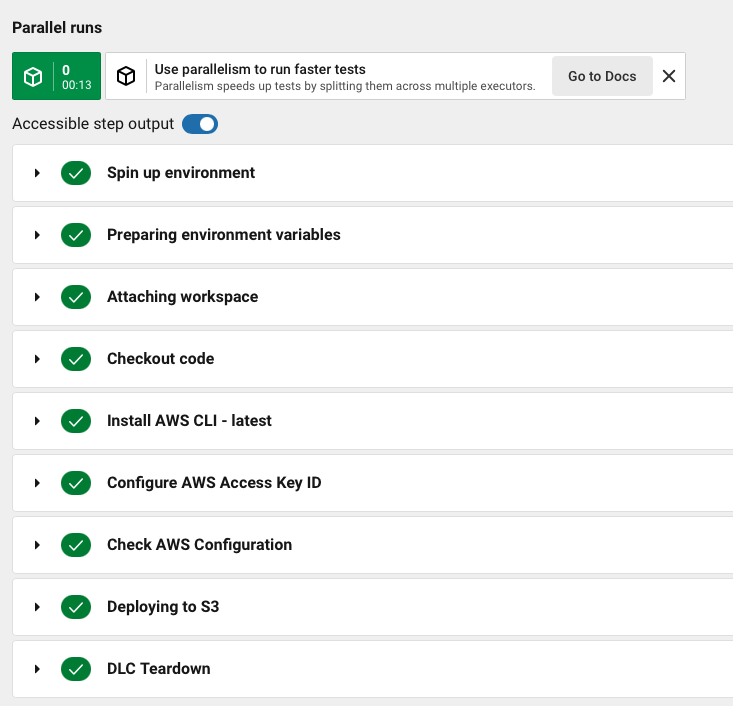 Parallel runs
0
00:13
Use parallelism to run faster tests
Parallelism speeds up tests by splitting them across multiple executors.
Go to Docs
Accessible step output
Spin up environment
Preparing environment variables
Attaching workspace
Checkout code
Install AWS CLI - latest
Configure AWS Access Key ID
Check AWS Configuration
Deploying to S3
DLC Teardown